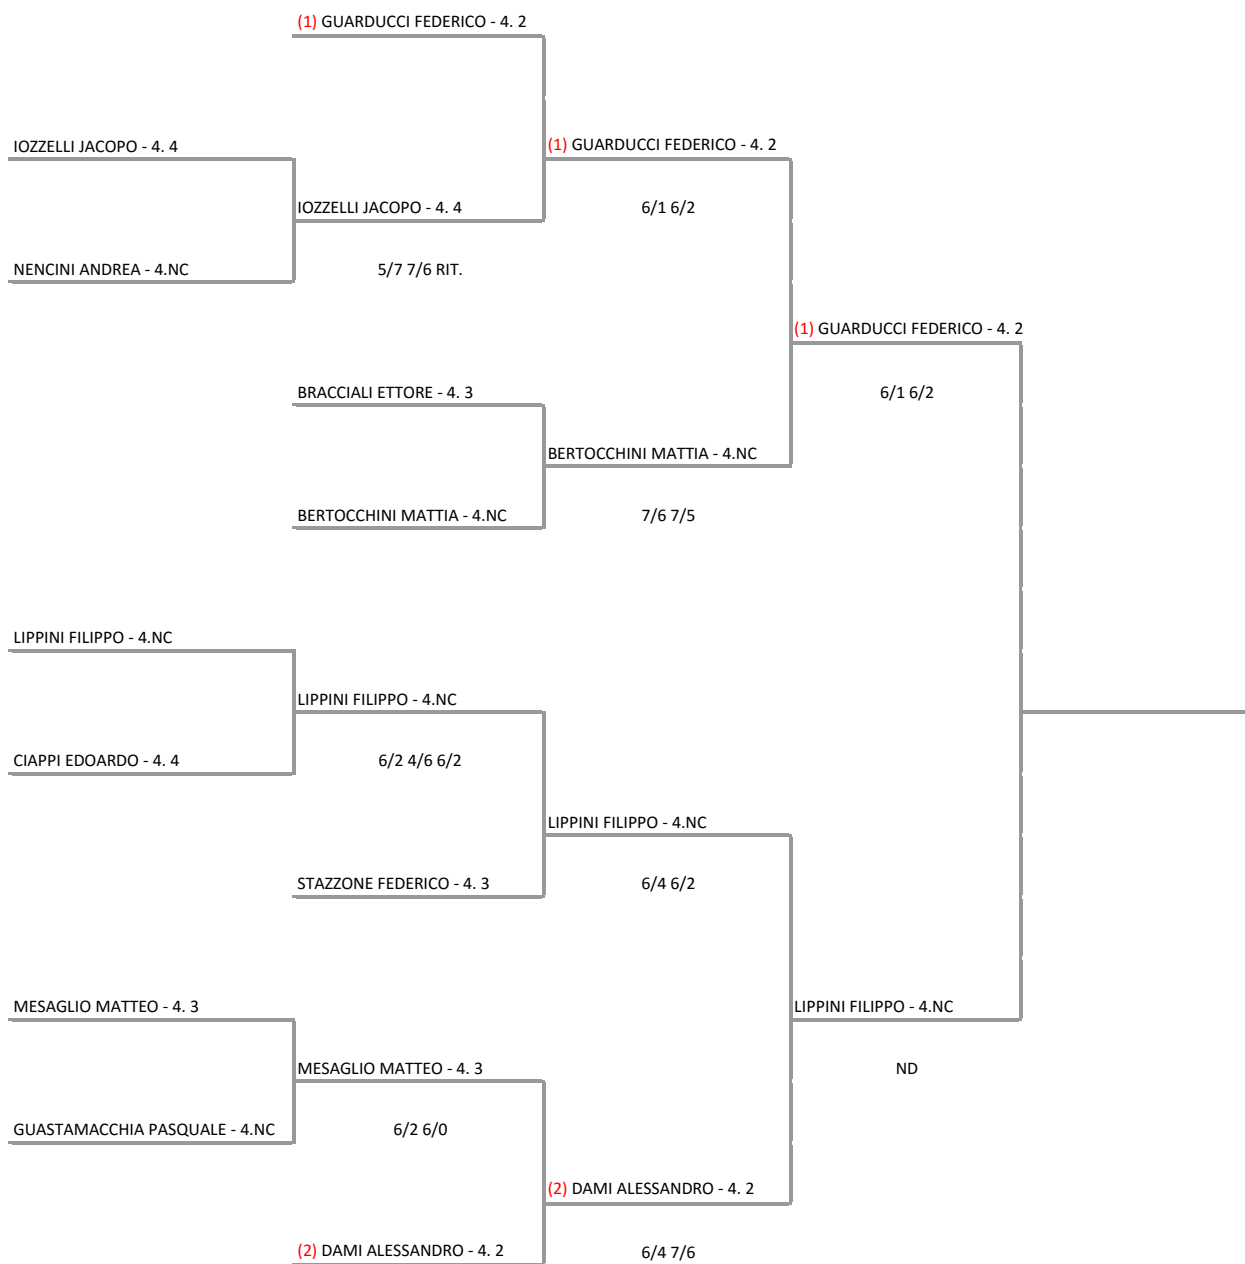 (1) GUARDUCCI FEDERICO - 4. 2
IOZZELLI JACOPO - 4. 4
(1) GUARDUCCI FEDERICO - 4. 2
IOZZELLI JACOPO - 4. 4
6/1 6/2
NENCINI ANDREA - 4.NC
5/7 7/6 RIT.
(1) GUARDUCCI FEDERICO - 4. 2
BRACCIALI ETTORE - 4. 3
6/1 6/2
BERTOCCHINI MATTIA - 4.NC
BERTOCCHINI MATTIA - 4.NC
7/6 7/5
LIPPINI FILIPPO - 4.NC
LIPPINI FILIPPO - 4.NC
CIAPPI EDOARDO - 4. 4
6/2 4/6 6/2
LIPPINI FILIPPO - 4.NC
STAZZONE FEDERICO - 4. 3
6/4 6/2
MESAGLIO MATTEO - 4. 3
LIPPINI FILIPPO - 4.NC
MESAGLIO MATTEO - 4. 3
ND
GUASTAMACCHIA PASQUALE - 4.NC
6/2 6/0
(2) DAMI ALESSANDRO - 4. 2
(2) DAMI ALESSANDRO - 4. 2
6/4 7/6